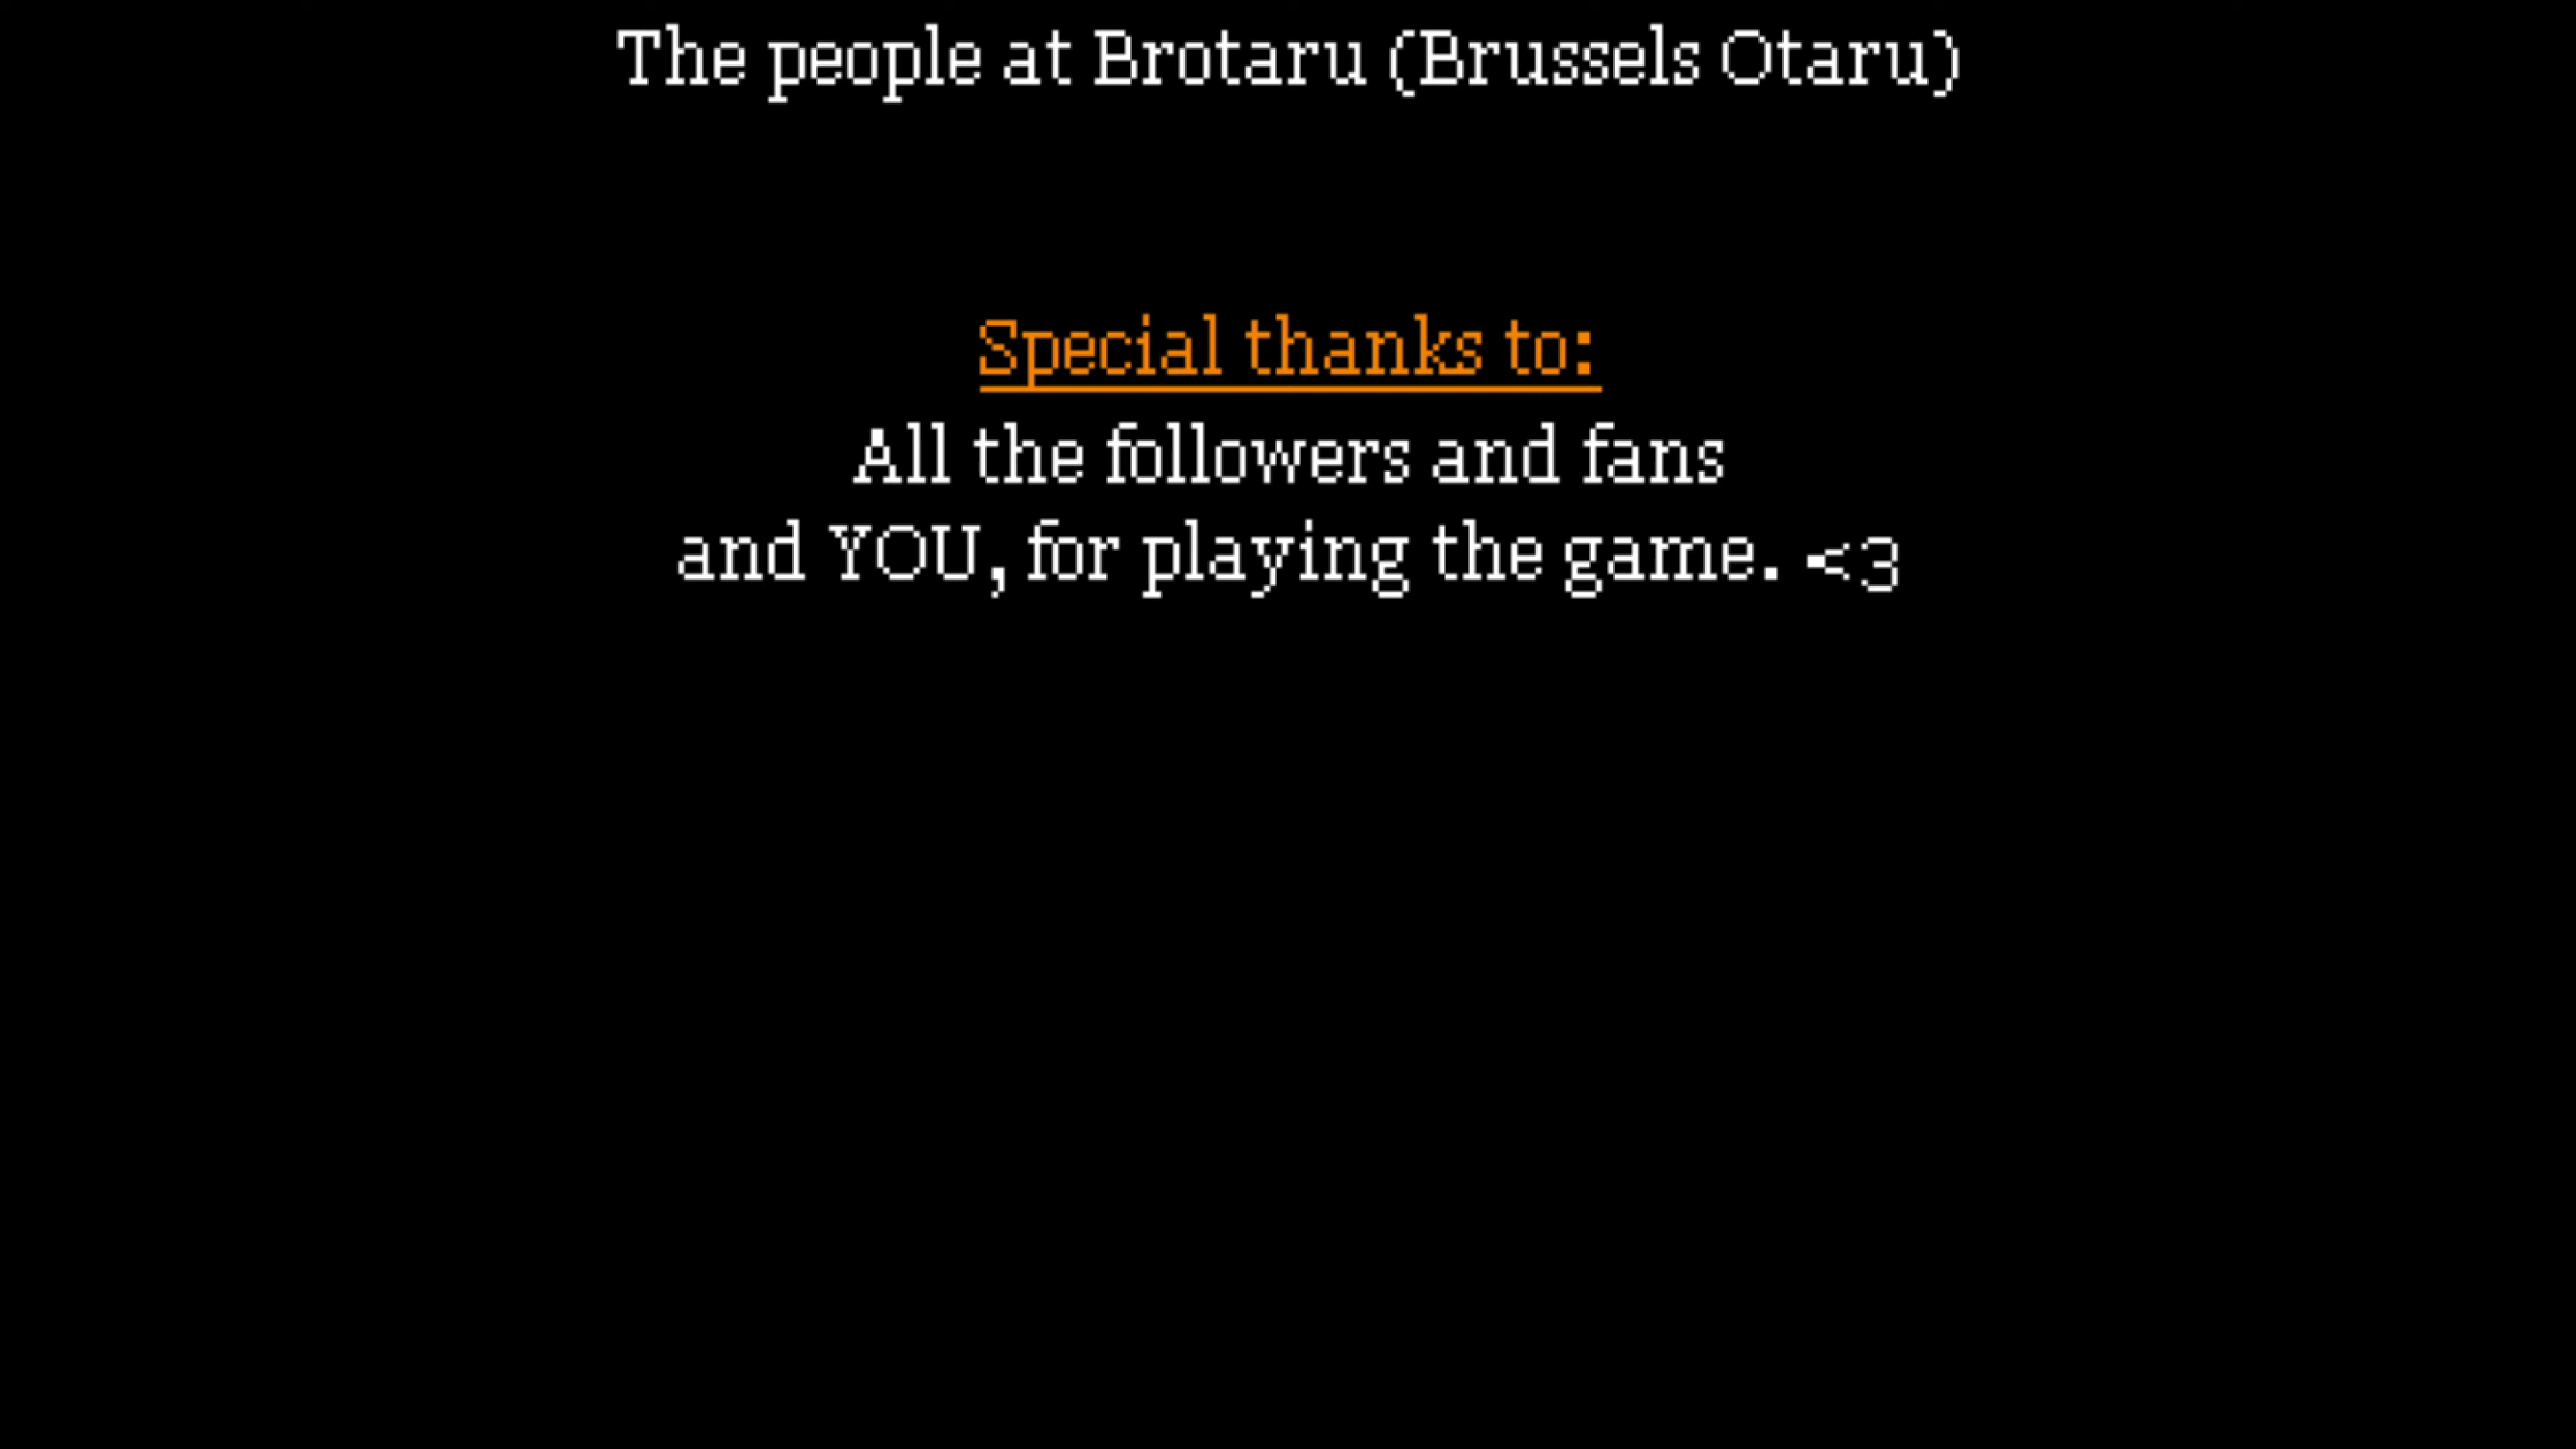 The people at Brotaru (Brussels Otaru)
Special thanks to:
All the followers and fans
and YOU, for playing the game. <3